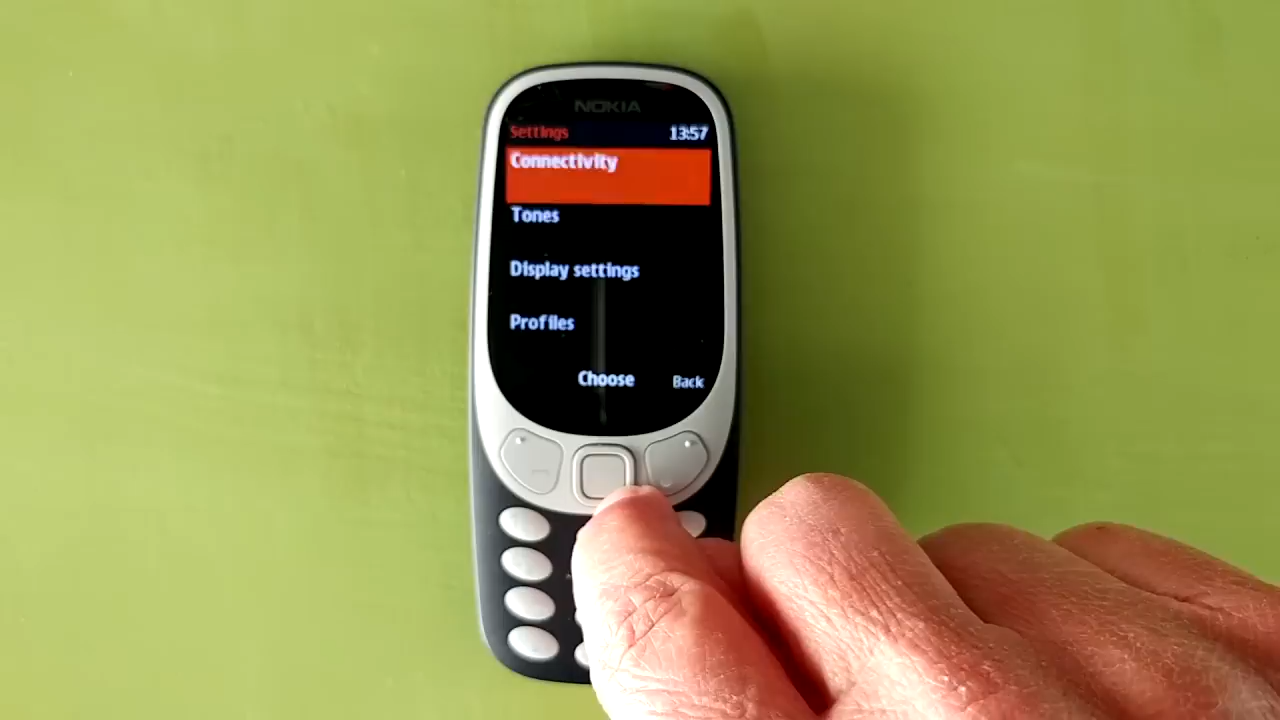 NOKIA
Settings 13:57
Connectivity
Tones
Display settings
Profiles
Choose Back